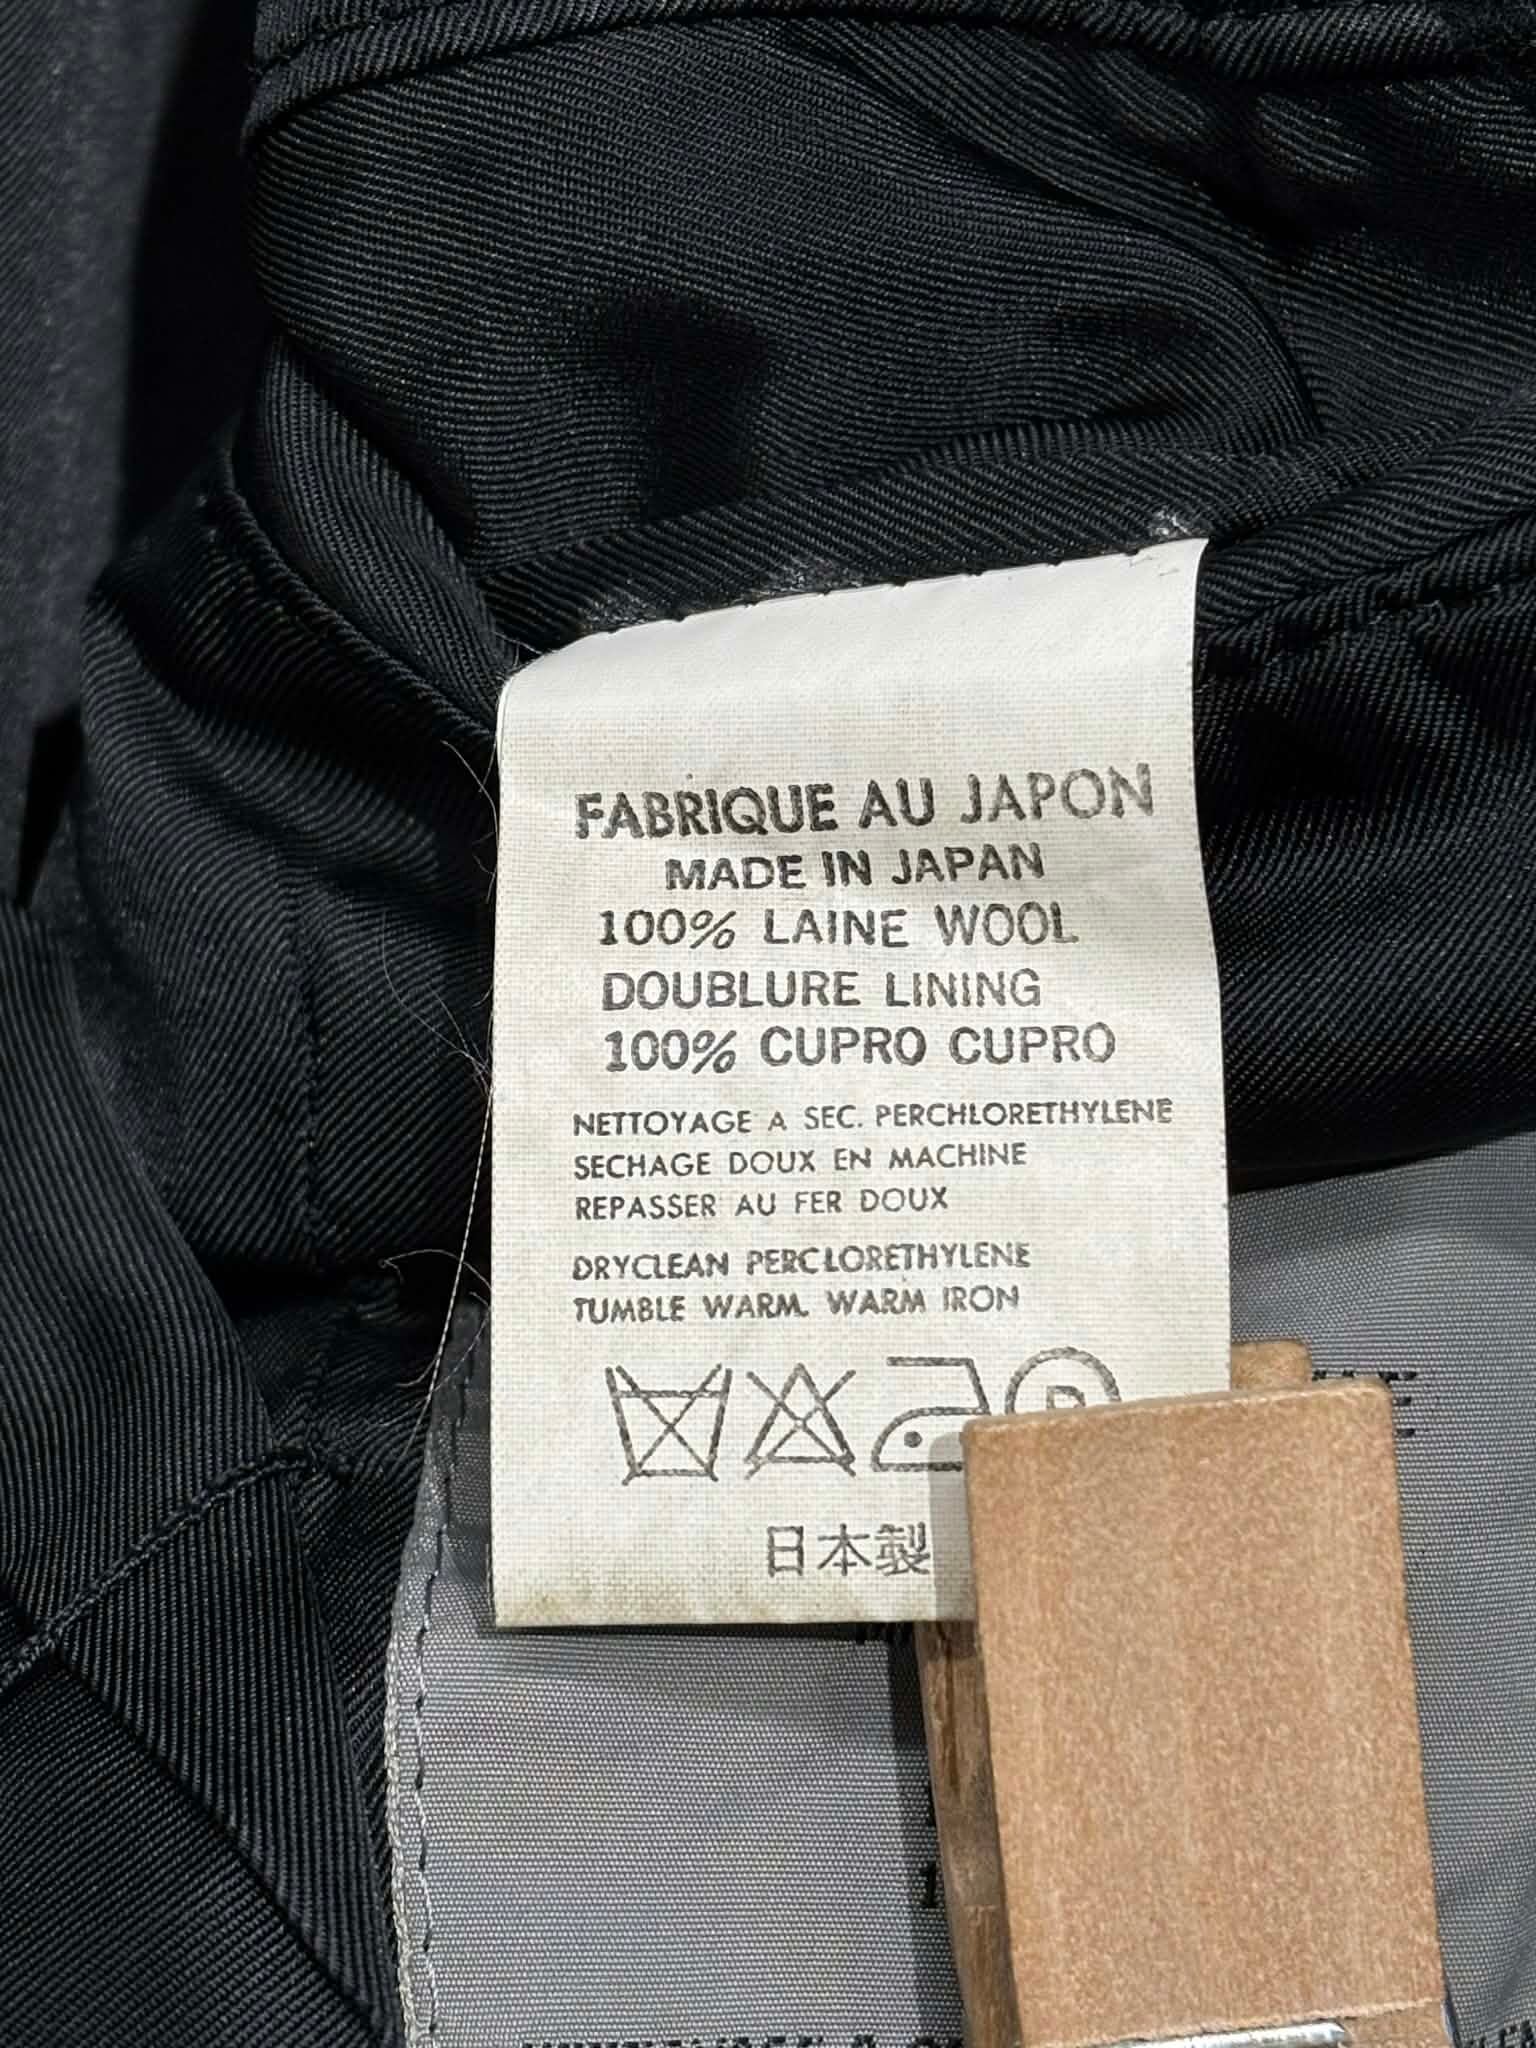 FABRIQUE AU JAPON
MADE IN JAPAN
100% LAINE WOOL
DOUBLURE LINING
100% CUPRO CUPRO
NETTOYAGE A SEC. PERCHLORETHYLENE
SECHAGE DOUX EN MACHINE
REPASSER AU FER DOUX
DRYCLEAN PERCLORETHYLENE
TUMBLE WARM. WARM IRON
日本製